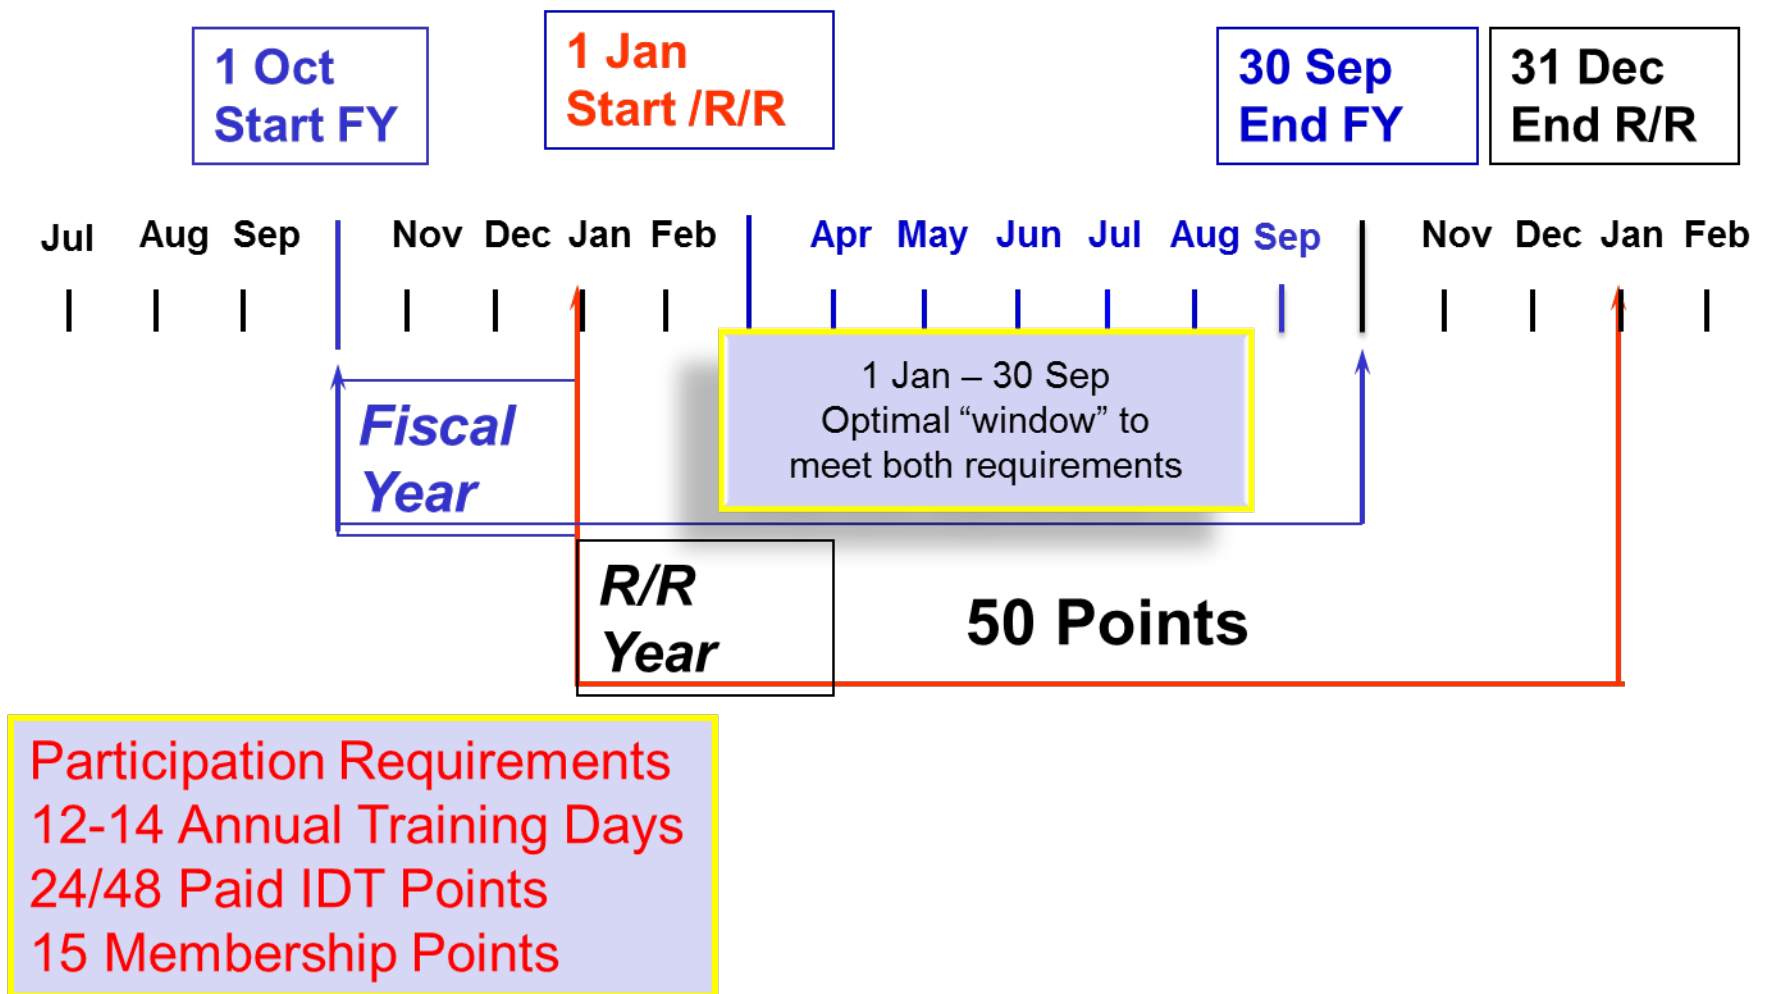 1 Oct
Start FY
1 Jan
Start /R/R
30 Sep
End FY
31 Dec
End R/R
Jul Aug Sep Nov Dec Jan Feb Apr May Jun Jul Aug Sep Nov Dec Jan Feb
1 Jan – 30 Sep
Optimal “window” to
meet both requirements
Fiscal
Year
R/R
Year
50 Points
Participation Requirements
12-14 Annual Training Days
24/48 Paid IDT Points
15 Membership Points